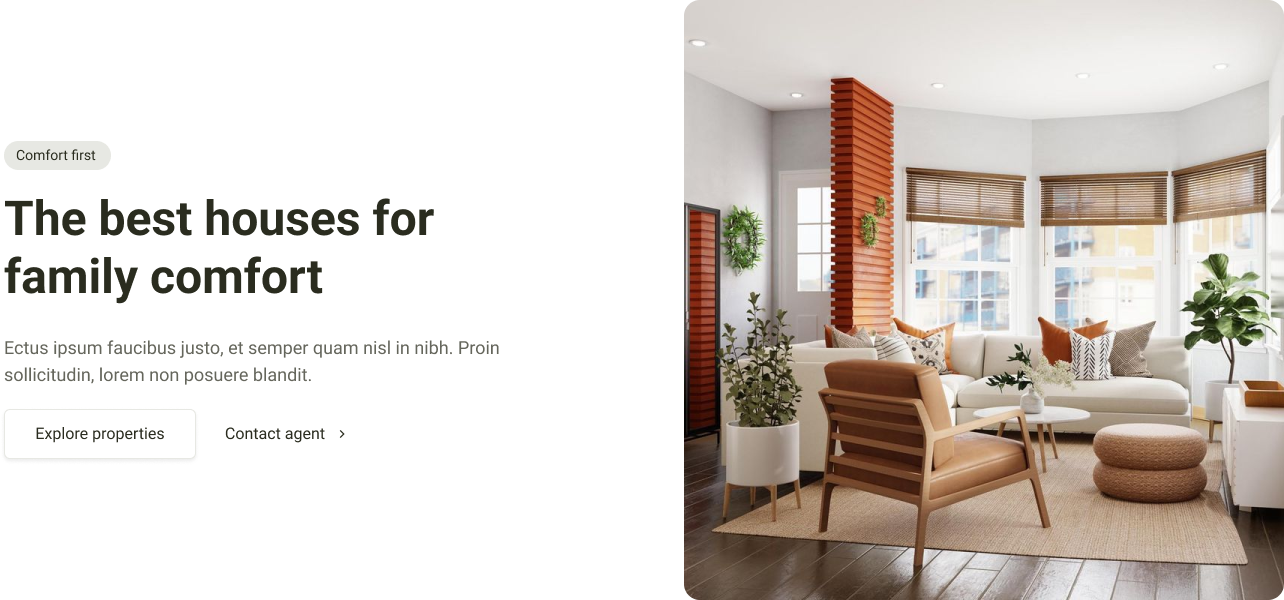 Comfort first
The best houses for
family comfort
Ectus ipsum faucibus justo, et semper quam nisl in nibh. Proin
sollicitudin, lorem non posuere blandit.
Explore properties
Contact agent